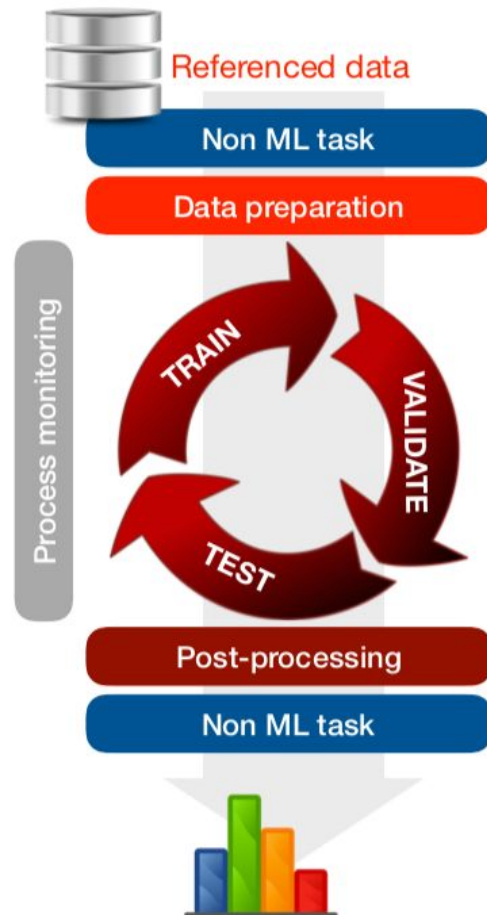 Referenced data
Non ML task
Data preparation
Process monitoring
TRAIN
VALIDATE
TEST
Post-processing
Non ML task